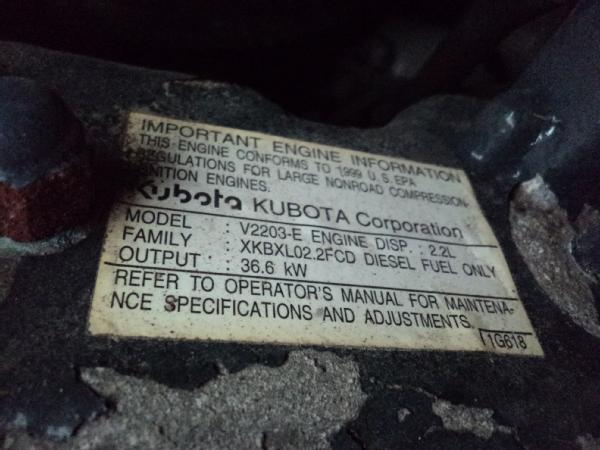 IMPORTANT ENGINE INFORMATION
THIS ENGINE CONFORMS TO 1999 U.S. EPA
REGULATIONS FOR LARGE NONROAD COMPRESSION-
IGNITION ENGINES.
Kubota KUBOTA Corporation
MODEL : V2203-E ENGINE DISP. : 2.2L
FAMILY : XKBXL02.2FCD DIESEL FUEL ONLY
OUTPUT : 36.6 kW
REFER TO OPERATOR'S MANUAL FOR MAINTENA-
NCE SPECIFICATIONS AND ADJUSTMENTS.
1G618